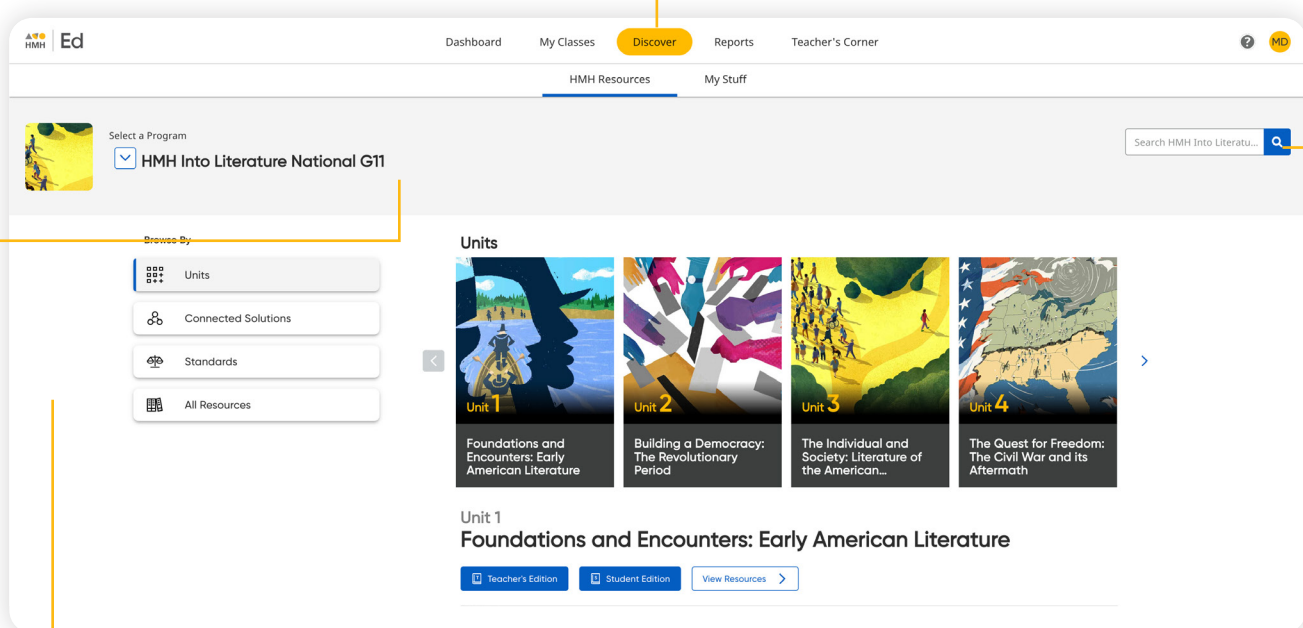 HMH Ed
Dashboard My Classes Discover Reports Teacher's Corner
? MD
HMH Resources My Stuff
Select a Program
HMH Into Literature National G11
Search HMH Into Literatu...
Browse By
Units
Connected Solutions
Standards
All Resources
Units
Unit 1
Foundations and
Encounters: Early
American Literature
Unit 2
Building a Democracy:
The Revolutionary
Period
Unit 3
The Individual and
Society: Literature of
the American...
Unit 4
The Quest for Freedom:
The Civil War and its
Aftermath
Unit 1
Foundations and Encounters: Early American Literature
Teacher's Edition Student Edition View Resources